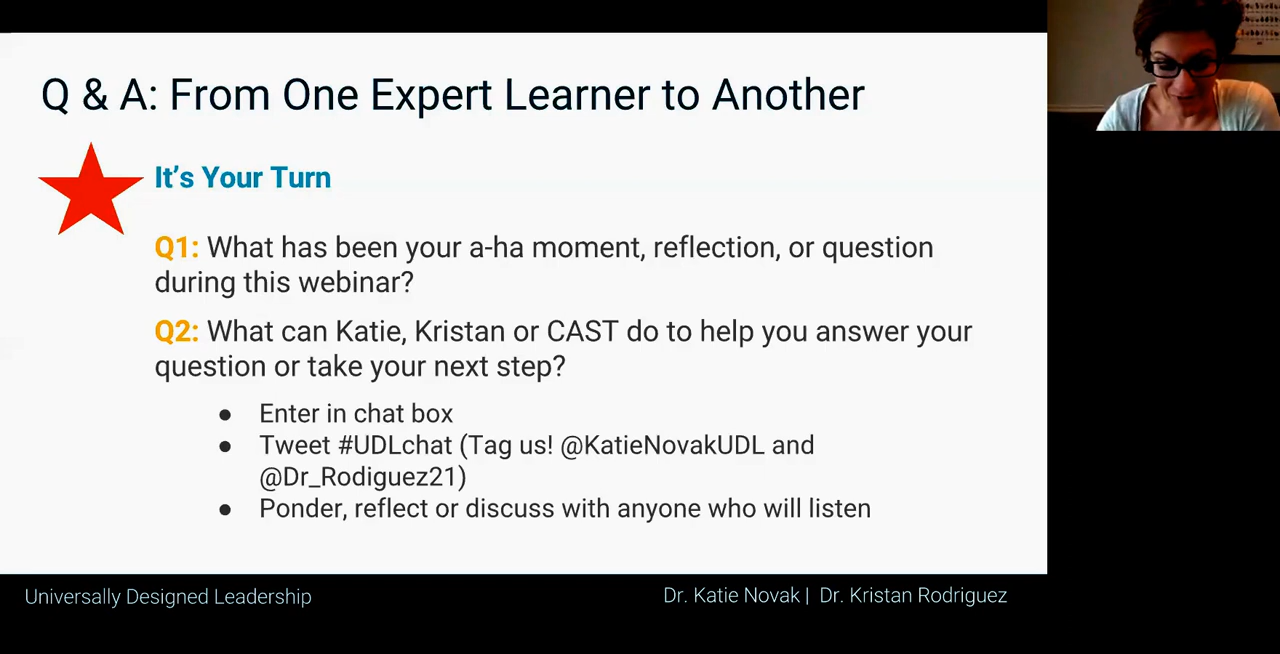 Q & A: From One Expert Learner to Another
It's Your Turn
Q1: What has been your a-ha moment, reflection, or question
during this webinar?
Q2: What can Katie, Kristan or CAST do to help you answer your
question or take your next step?
● Enter in chat box
● Tweet #UDLchat (Tag us! @KatieNovakUDL and
@Dr_Rodiguez21)
● Ponder, reflect or discuss with anyone who will listen
Universally Designed Leadership
Dr. Katie Novak | Dr. Kristan Rodriguez